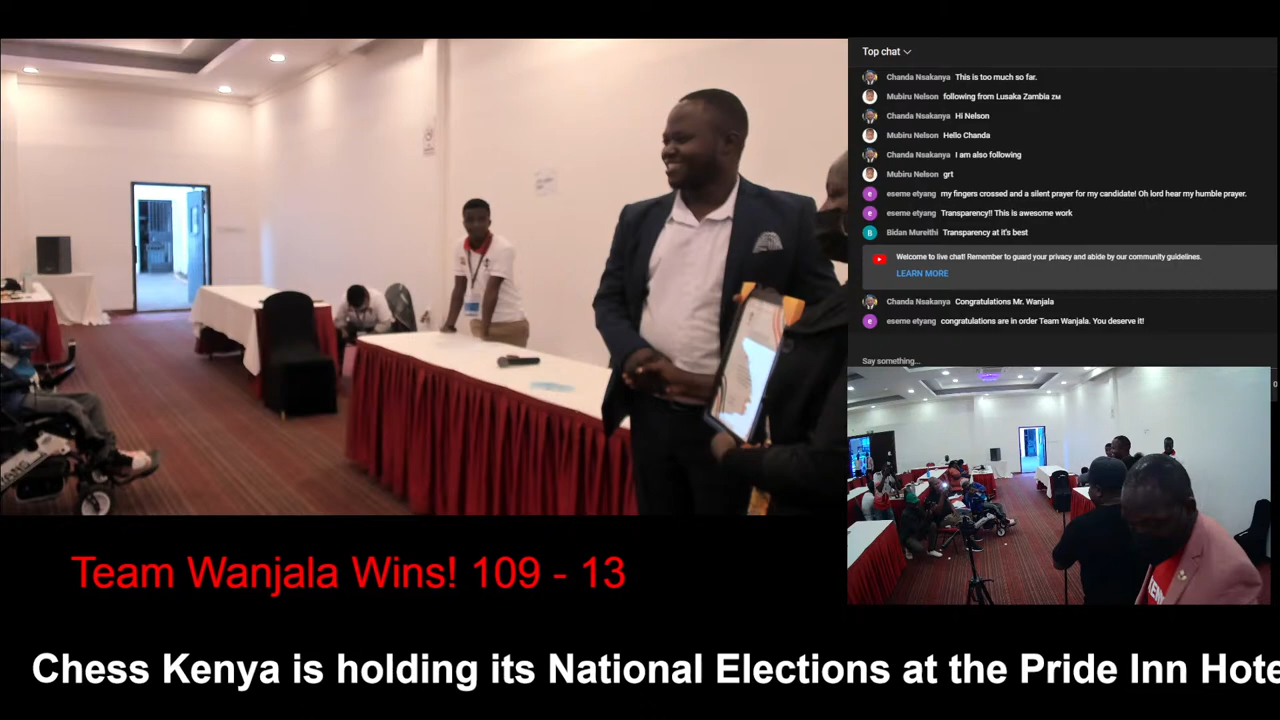 Top chat
Chanda Nsakanya This is too much so far.
Mubiru Nelson following from Lusaka Zambia ZM
Chanda Nsakanya Hi Nelson
Mubiru Nelson Hello Chanda
Chanda Nsakanya I am also following
Mubiru Nelson grt
e eseme etyang my fingers crossed and a silent prayer for my candidate! Oh lord hear my humble prayer.
e eseme etyang Transparency!! This is awesome work
B Bidan Mureithi Transparency at it's best
Welcome to live chat! Remember to guard your privacy and abide by our community guidelines.
LEARN MORE
Chanda Nsakanya Congratulations Mr. Wanjala
e eseme etyang congratulations are in order Team Wanjala. You deserve it!
Say something...
0
Team Wanjala Wins! 109 - 13
Chess Kenya is holding its National Elections at the Pride Inn Hote